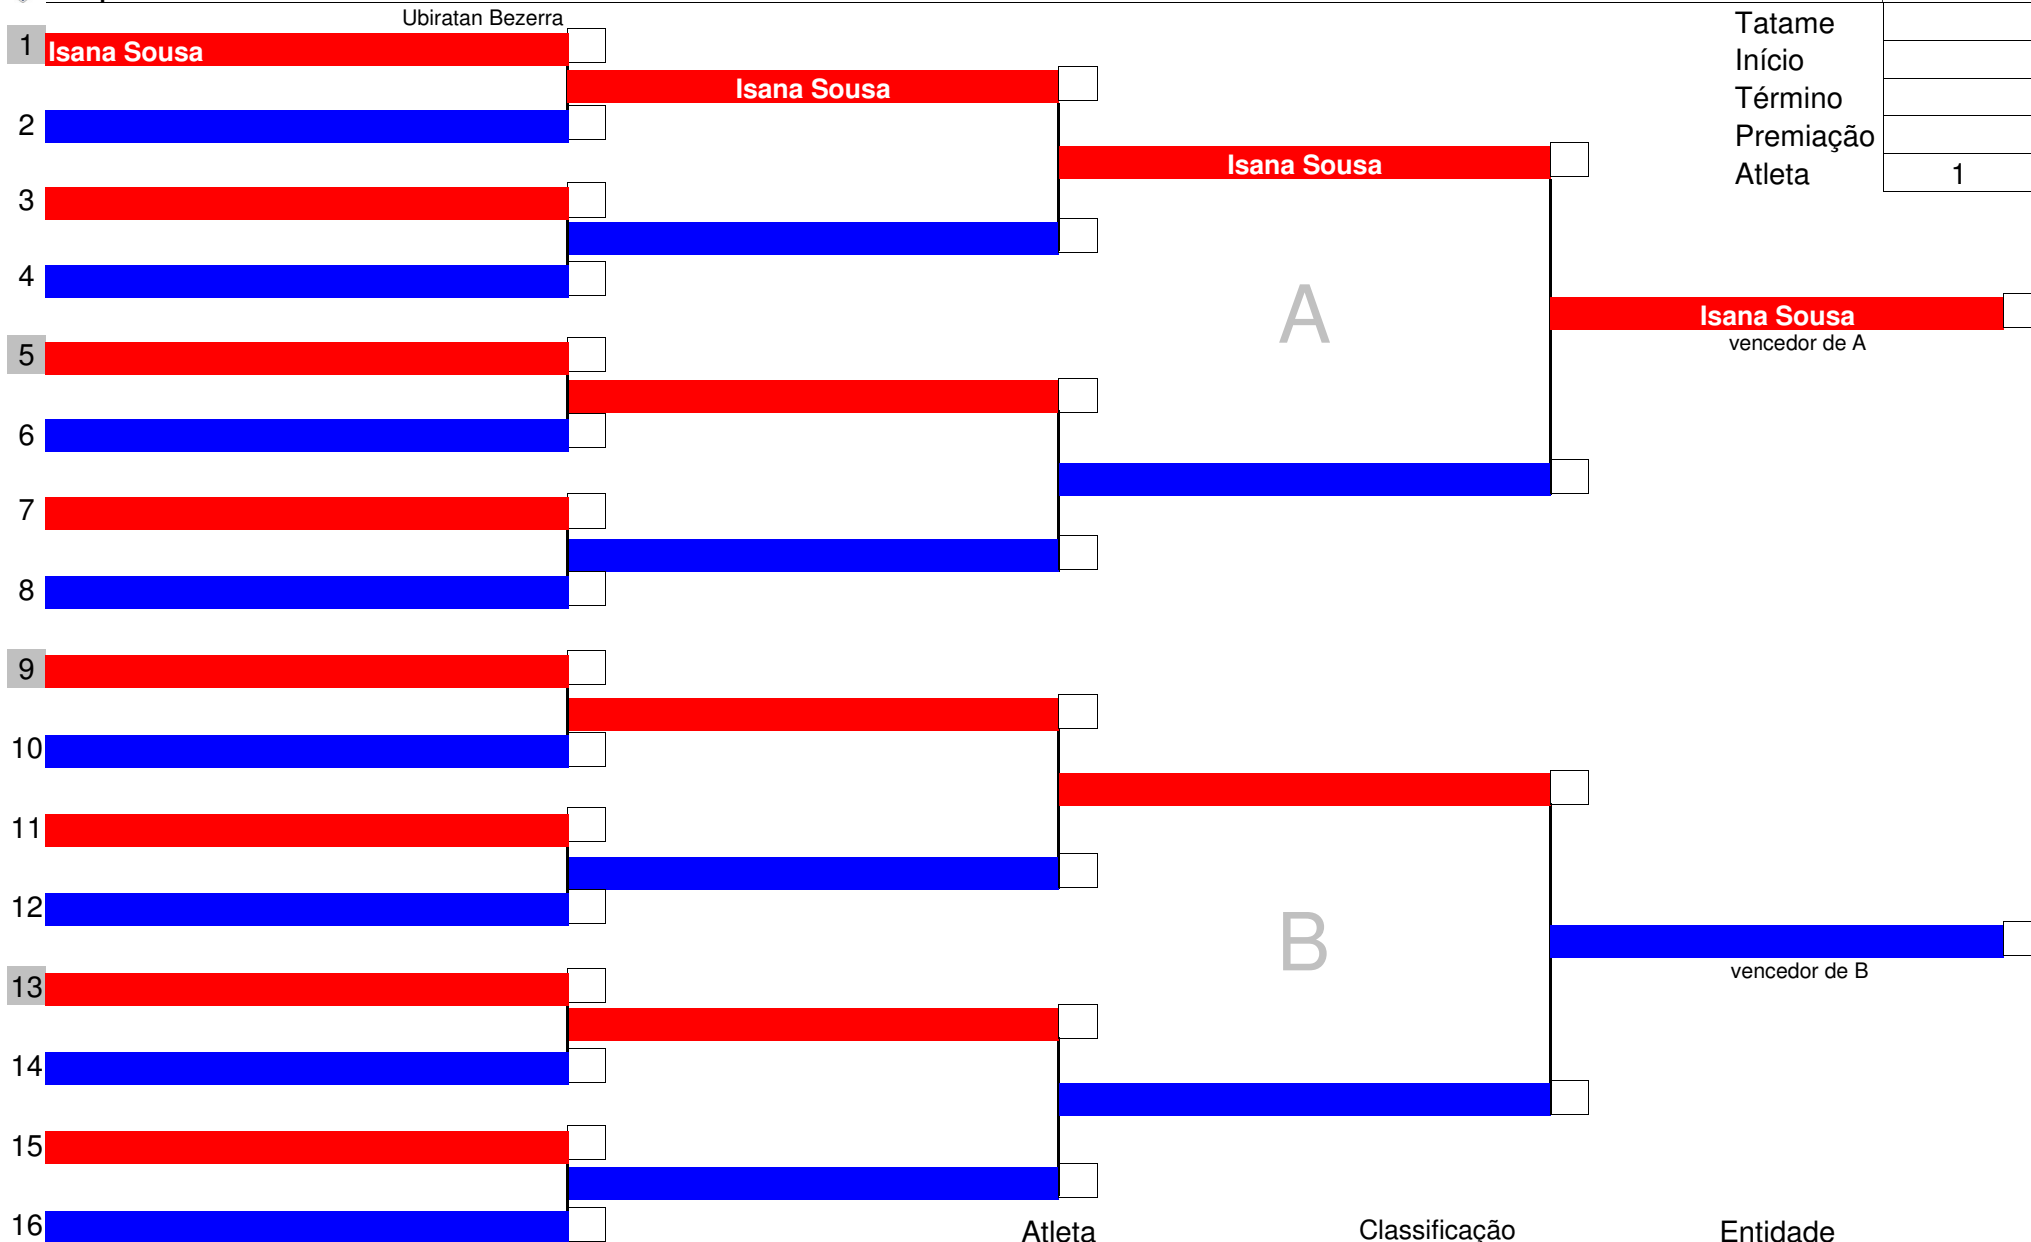 Ubiratan Bezerra
Tatame
1 Isana Sousa
Início
Isana Sousa
Término
2
Premiação
Isana Sousa
Atleta 1
3
4
A
Isana Sousa
5
vencedor de A
6
7
8
9
10
11
12
B
vencedor de B
13
14
15
16
Atleta Classificação Entidade